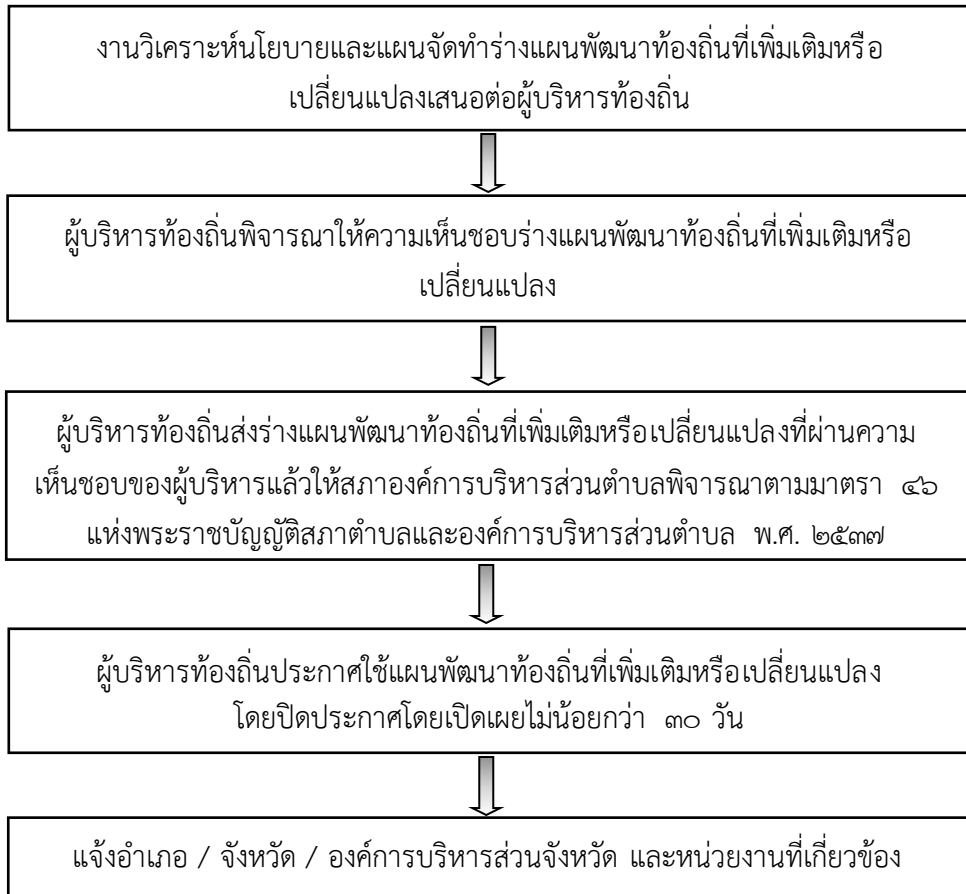 งานวิเคราะห์นโยบายและแผนจัดทำร่างแผนพัฒนาท้องถิ่นที่เพิ่มเติมหรือ
เปลี่ยนแปลงเสนอต่อผู้บริหารท้องถิ่น
ผู้บริหารท้องถิ่นพิจารณาให้ความเห็นชอบร่างแผนพัฒนาท้องถิ่นที่เพิ่มเติมหรือ
เปลี่ยนแปลง
ผู้บริหารท้องถิ่นส่งร่างแผนพัฒนาท้องถิ่นที่เพิ่มเติมหรือเปลี่ยนแปลงที่ผ่านความ
เห็นชอบของผู้บริหารแล้วให้สภาองค์การบริหารส่วนตำบลพิจารณาตามมาตรา ๔๖
แห่งพระราชบัญญัติสภาตำบลและองค์การบริหารส่วนตำบล พ.ศ. ๒๕๓๗
ผู้บริหารท้องถิ่นประกาศใช้แผนพัฒนาท้องถิ่นที่เพิ่มเติมหรือเปลี่ยนแปลง
โดยปิดประกาศโดยเปิดเผยไม่น้อยกว่า ๓๐ วัน
แจ้งอำเภอ / จังหวัด / องค์การบริหารส่วนจังหวัด และหน่วยงานที่เกี่ยวข้อง